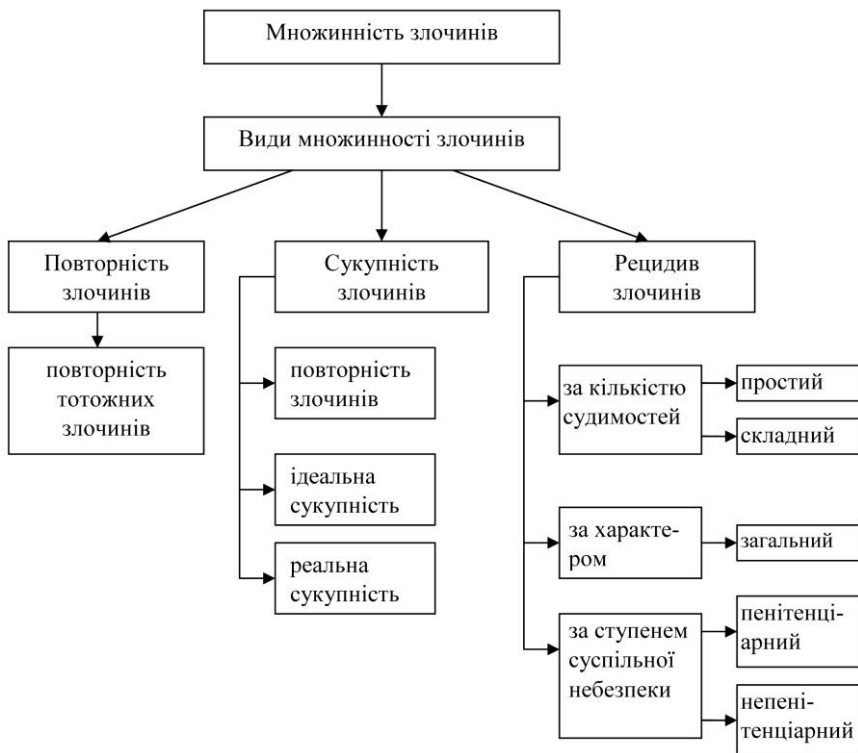 Множинність злочинів
Види множинності злочинів
Повторність
злочинів
повторність
тотожних
злочинів
Сукупність
злочинів
повторність
злочинів
ідеальна
сукупність
реальна
сукупність
Рецидив
злочинів
за кількістю
судимостей
простий
складний
за характе-
ром
загальний
за ступенем
суспільної
небезпеки
пенітенці-
арний
непені-
тенціарний